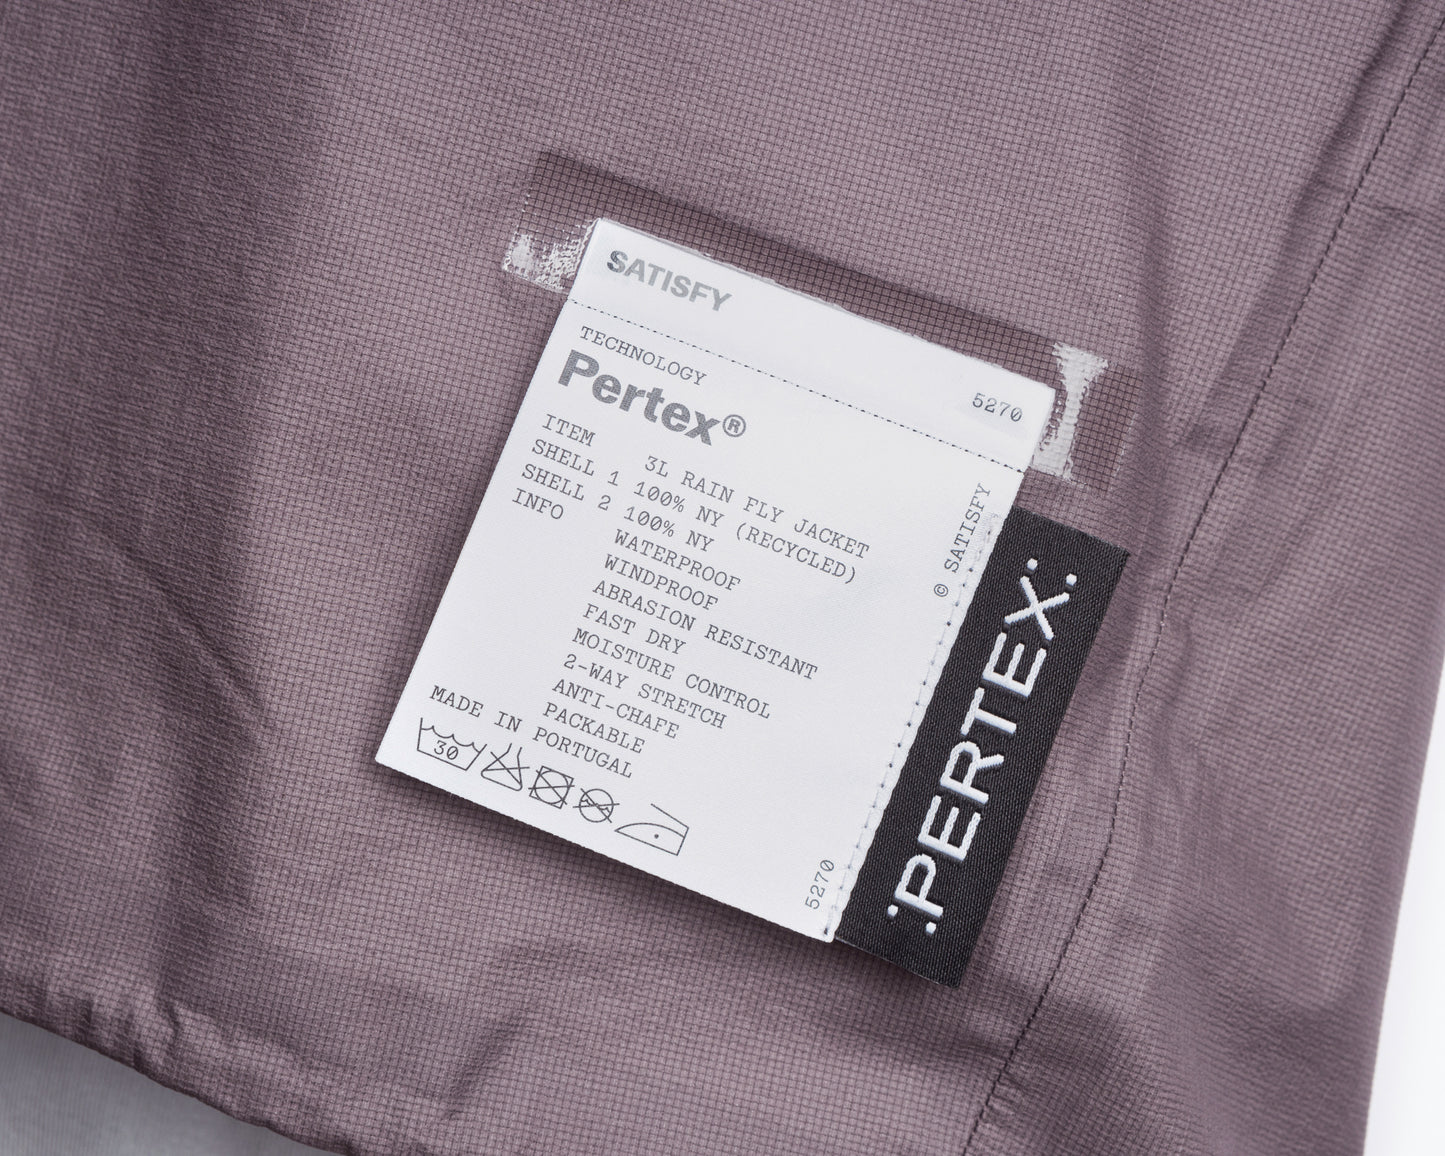 SATISFY
5270
TECHNOLOGY
Pertex®
ITEM 3L RAIN FLY JACKET
SHELL 1 100% NY (RECYCLED)
SHELL 2 100% NY
INFO WATERPROOF
WINDPROOF
ABRASION RESISTANT
FAST DRY
MOISTURE CONTROL
2-WAY STRETCH
ANTI-CHAFE
PACKABLE
MADE IN PORTUGAL
30
© SATISFY
5270
:PERTEX: